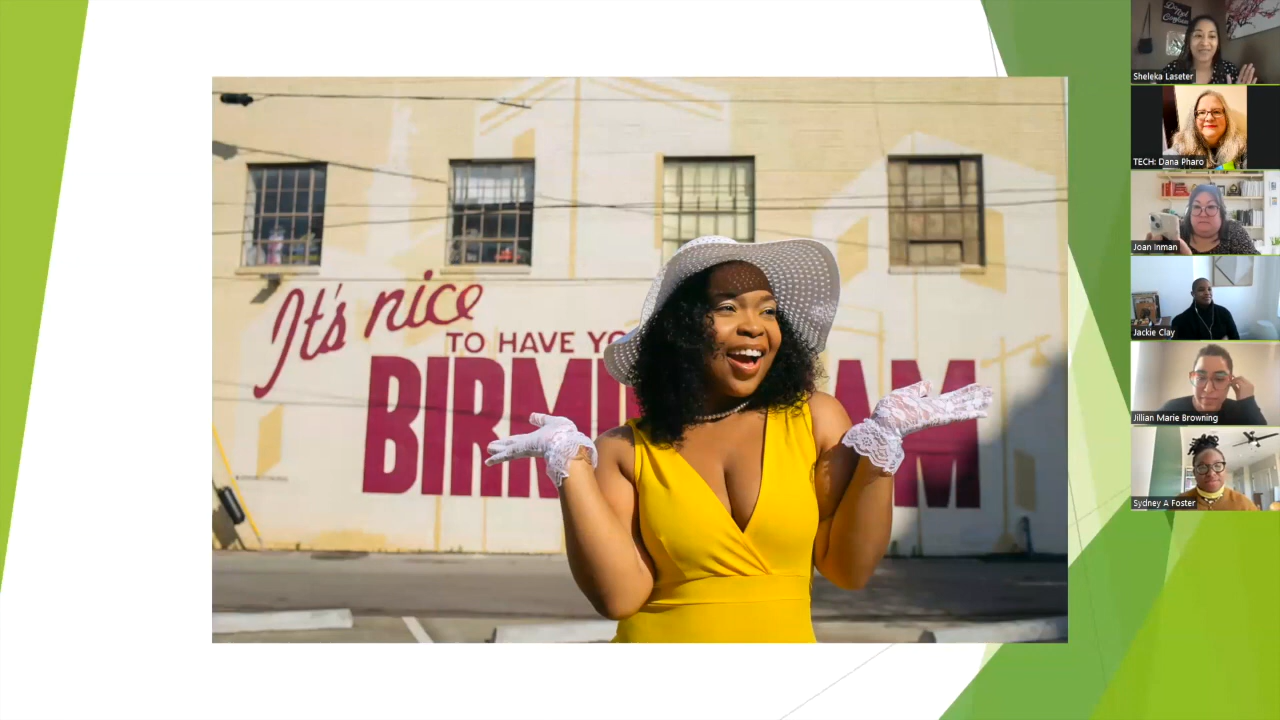 It's nice
TO HAVE YO
BIRMI AM
Sheleka Laseter
TECH: Dana Pharo
Joan Inman
Jackie Clay
Jillian Marie Browning
Sydney A Foster